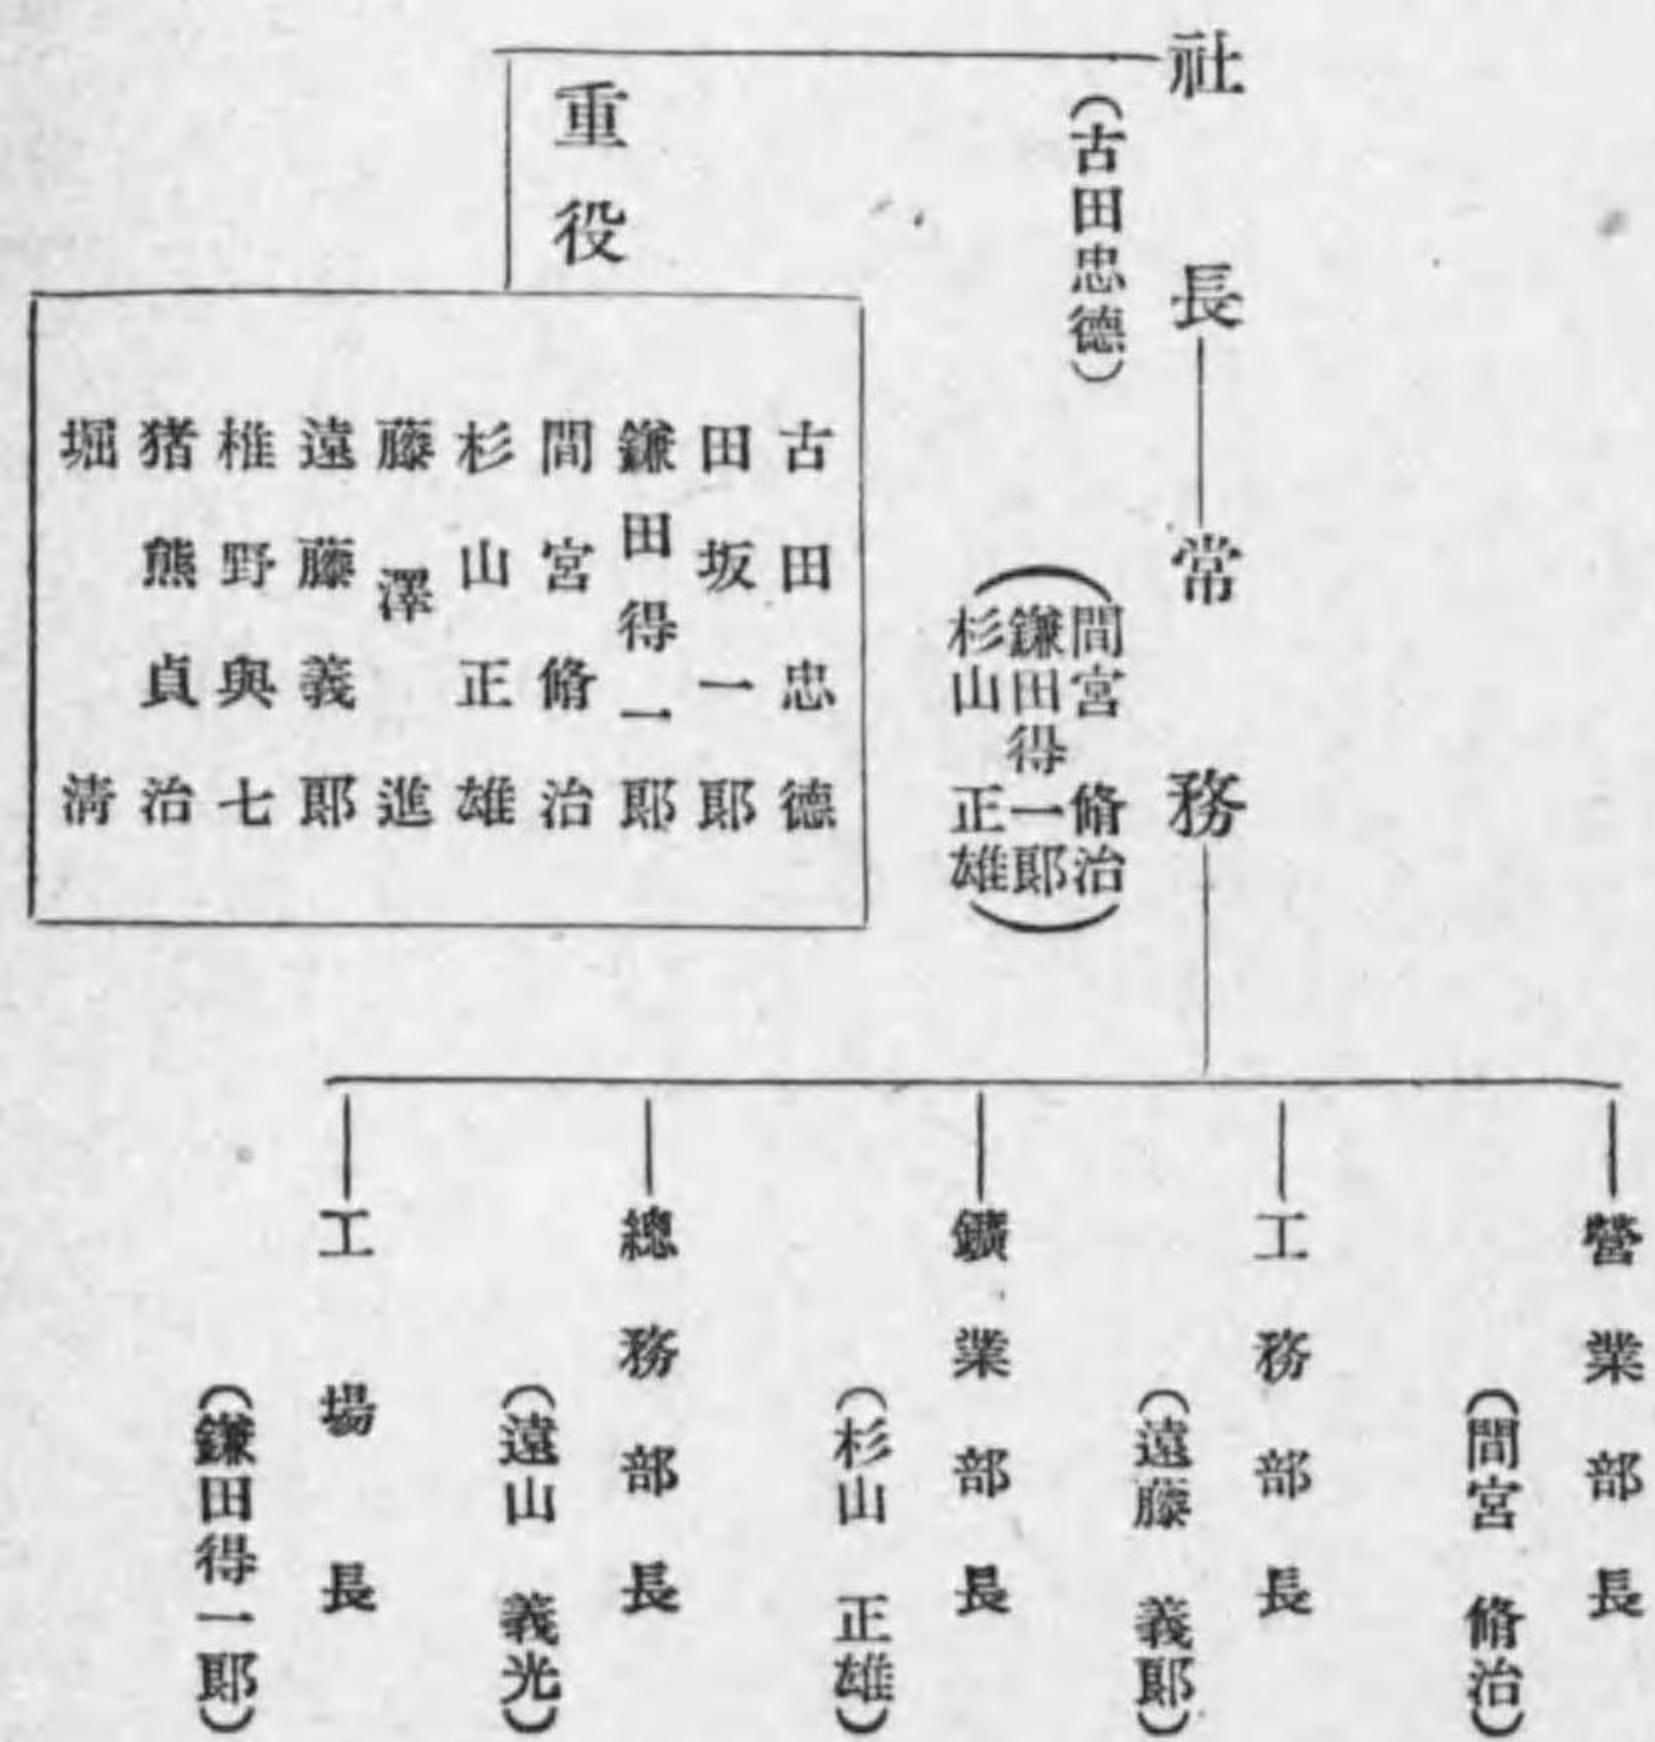 社長
(古田忠德)
常務
(間宮脩治
鎌田得一郎
杉山正雄)
重役
古田忠德
田坂一郎
鎌田得一郎
間宮脩治
杉山正雄
藤澤進
遠藤義郎
椎野與七
猪熊貞治
堀清
營業部長
(間宮脩治)
工務部長
(遠藤義郎)
鑛業部長
(杉山正雄)
總務部長
(遠山義光)
工場長
(鎌田得一郎)